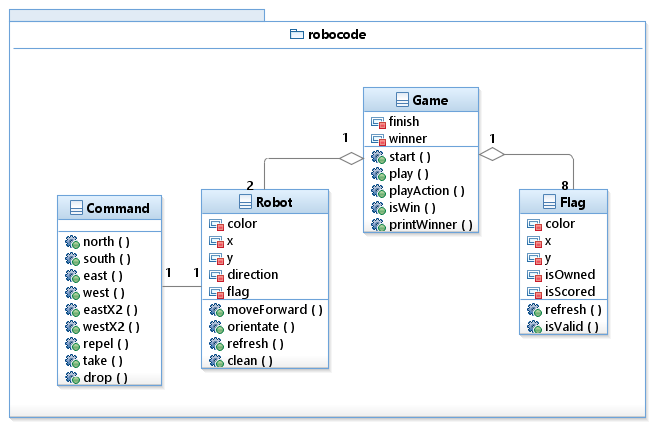 robocode
Game
finish
winner
start ( )
play ( )
playAction ( )
isWin ( )
printWinner ( )
1
1
2
8
Command
north ( )
south ( )
east ( )
west ( )
eastX2 ( )
westX2 ( )
repel ( )
take ( )
drop ( )
1
1
Robot
color
x
y
direction
flag
moveForward ( )
orientate ( )
refresh ( )
clean ( )
Flag
color
x
y
isOwned
isScored
refresh ( )
isValid ( )